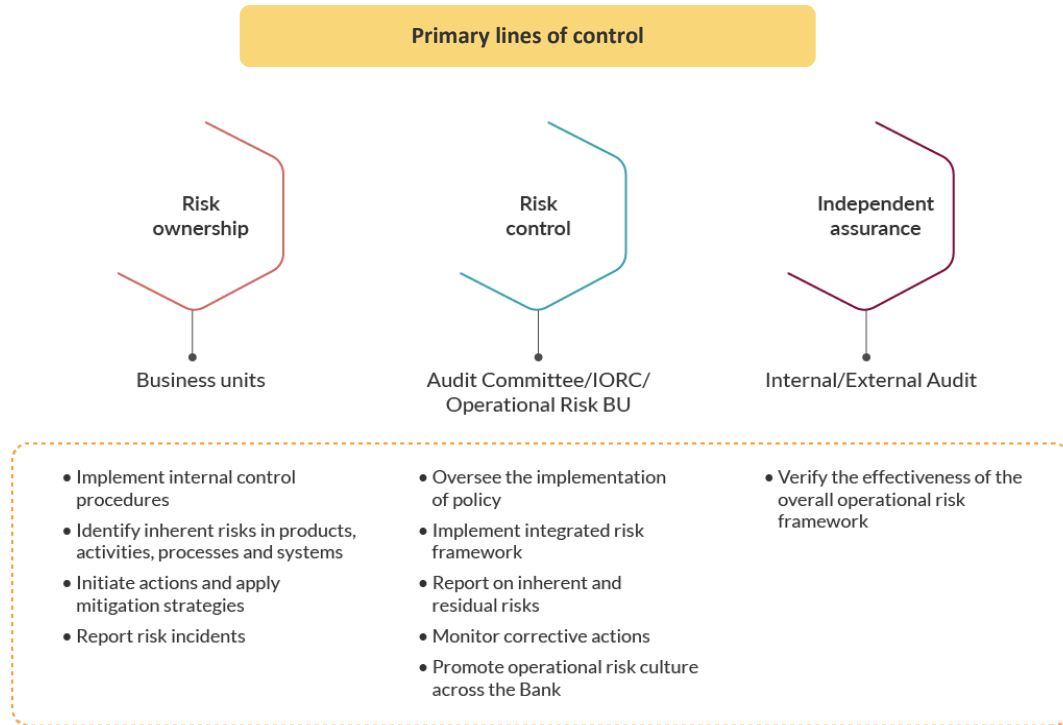 Primary lines of control
Risk
ownership
Risk
control
Independent
assurance
Business units
Audit Committee/IORC/
Operational Risk BU
Internal/External Audit
• Implement internal control
procedures
• Identify inherent risks in products,
activities, processes and systems
• Initiate actions and apply
mitigation strategies
• Report risk incidents
• Oversee the implementation
of policy
• Implement integrated risk
framework
• Report on inherent and
residual risks
• Monitor corrective actions
• Promote operational risk culture
across the Bank
• Verify the effectiveness of the
overall operational risk
framework